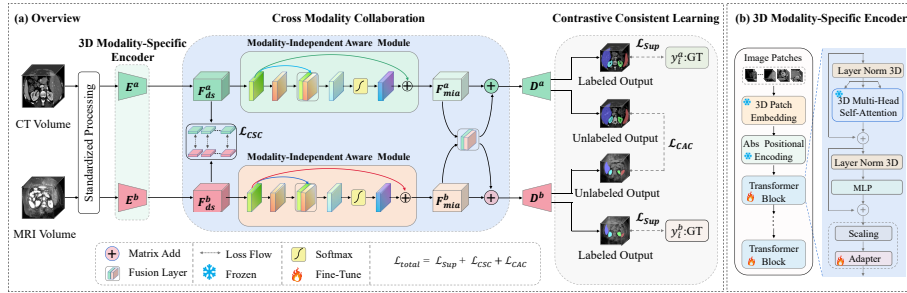 (a) Overview
Cross Modality Collaboration
Contrastive Consistent Learning
3D Modality-Specific
Encoder
Modality-Independent Aware Module
CT Volume
Standardized Processing
E^a
F^a_ds
F^a_mia
D^a
ℒ_Sup
y^a_i:GT
Labeled Output
ℒ_CSC
Unlabeled Output
ℒ_CAC
Modality-Independent Aware Module
Unlabeled Output
MRI Volume
E^b
F^b_ds
F^b_mia
D^b
ℒ_Sup
y^b_i:GT
Labeled Output
Matrix Add
Loss Flow
Softmax
Fusion Layer
Frozen
Fine-Tune
ℒ_total = ℒ_Sup + ℒ_CSC + ℒ_CAC
(b) 3D Modality-Specific Encoder
Image Patches
3D Patch
Embedding
Abs Positional
Encoding
Transformer
Block
Transformer
Block
Layer Norm 3D
3D Multi-Head
Self-Attention
Layer Norm 3D
MLP
Scaling
Adapter